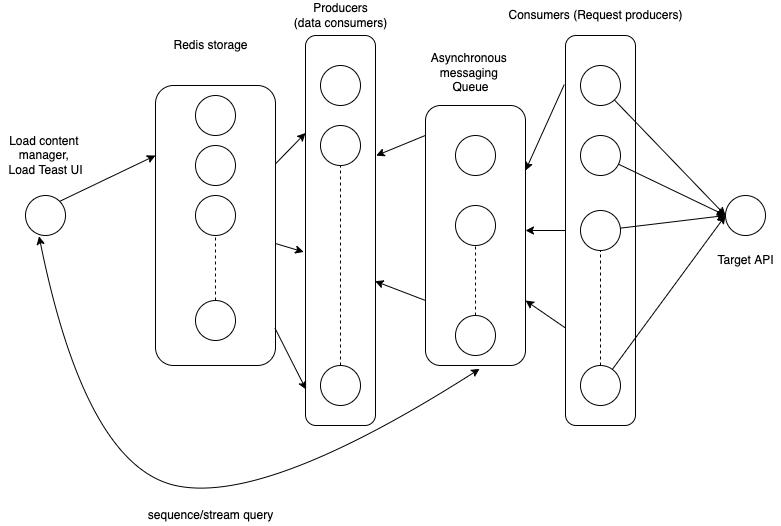 Producers
(data consumers)
Consumers (Request producers)
Redis storage
Asynchronous
messaging
Queue
Load content
manager,
Load Teast UI
Target API
sequence/stream query